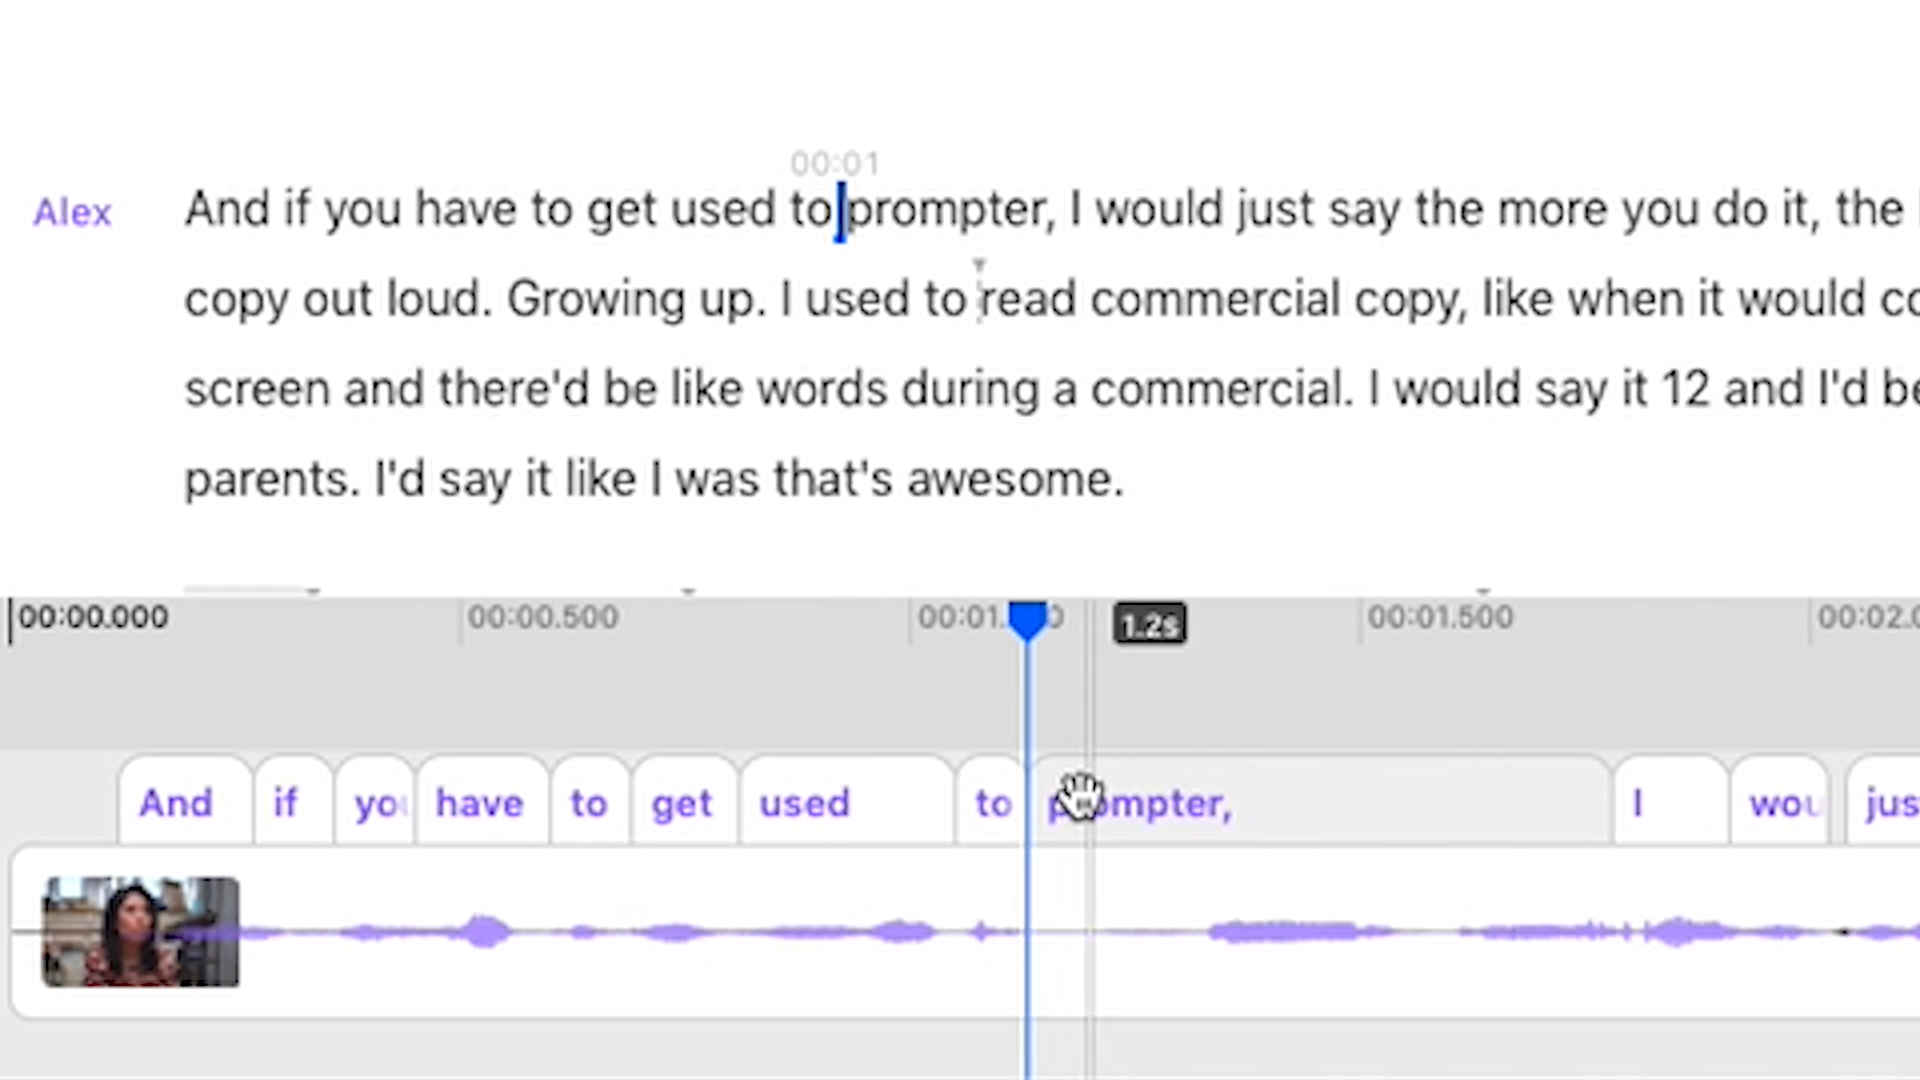 00:01
Alex And if you have to get used to prompter, I would just say the more you do it, the
copy out loud. Growing up. I used to read commercial copy, like when it would
screen and there'd be like words during a commercial. I would say it 12 and I'd
parents. I'd say it like I was that's awesome.
00:00.000 00:00.500 1.2s 00:01.500
And if you have to get used to prompter, I